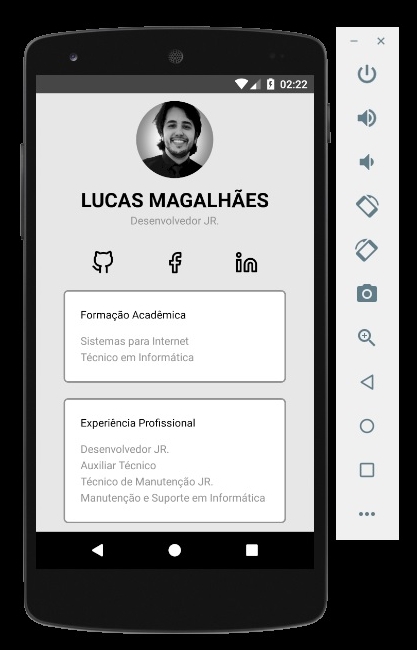 02:22
LUCAS MAGALHÃES
Desenvolvedor JR.
Formação Acadêmica
Sistemas para Internet
Técnico em Informática
Experiência Profissional
Desenvolvedor JR.
Auxiliar Técnico
Técnico de Manutenção JR.
Manutenção e Suporte em Informática